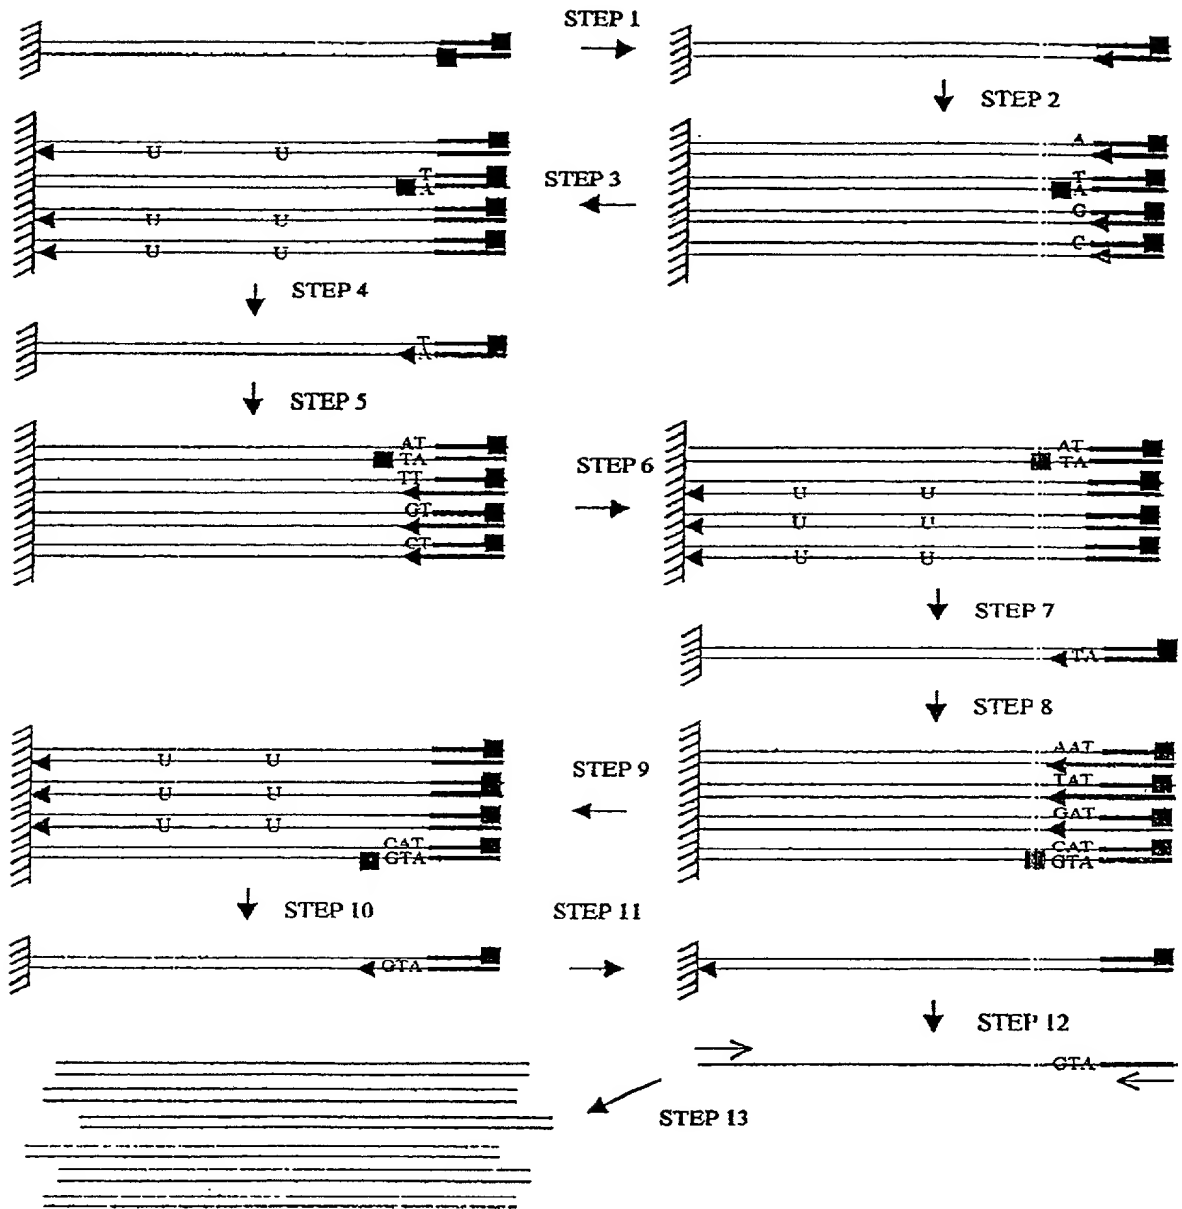 STEP 1
STEP 2
U U
T
A
U U
U U
STEP 3
A
T
A
G
C
STEP 4
T
A
STEP 5
AT
TA
TT
GT
CT
STEP 6
AT
TA
U U
U U
U U
STEP 7
TA
STEP 8
U U
U U
U U
CAT
GTA
STEP 9
AAT
TAT
GAT
CAT
GTA
STEP 10
STEP 11
GTA
STEP 12
GTA
STEP 13